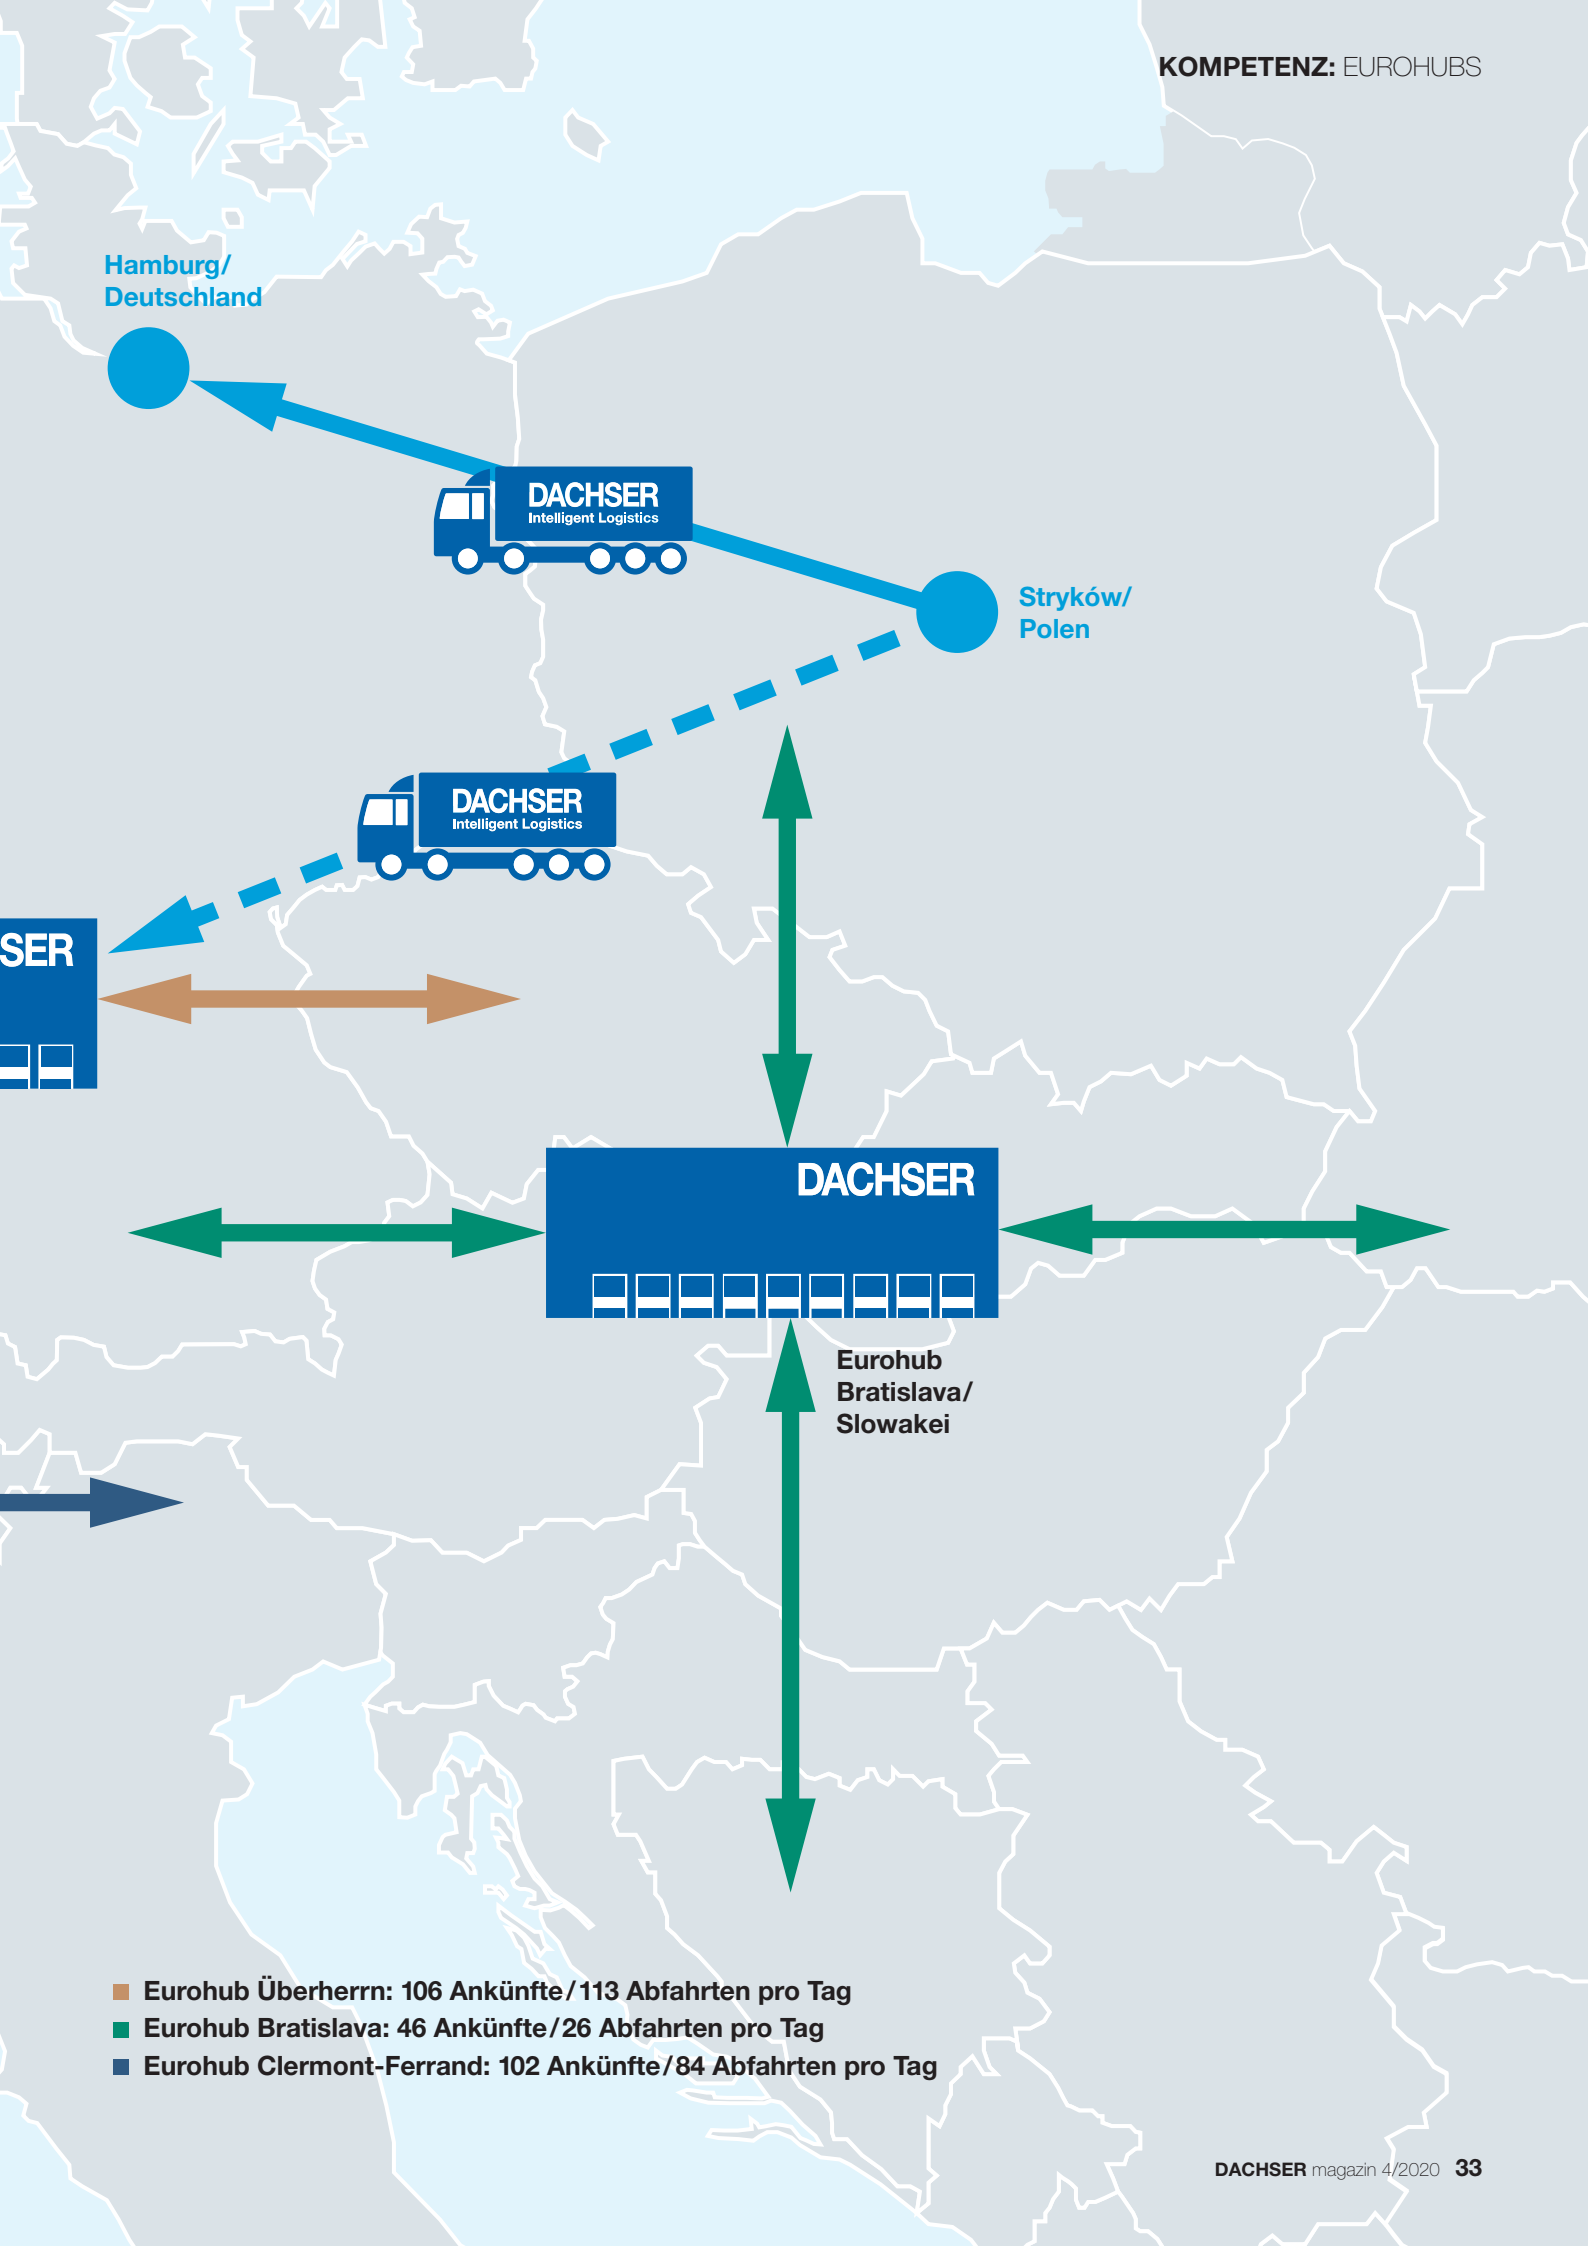 KOMPETENZ: EUROHUBS
Hamburg/
Deutschland
DACHSER
Intelligent Logistics
Stryków/
Polen
DACHSER
Intelligent Logistics
SER
DACHSER
Eurohub
Bratislava/
Slowakei
Eurohub Überherrn: 106 Ankünfte/113 Abfahrten pro Tag
Eurohub Bratislava: 46 Ankünfte/26 Abfahrten pro Tag
Eurohub Clermont-Ferrand: 102 Ankünfte/84 Abfahrten pro Tag
DACHSER magazin 4/2020 33